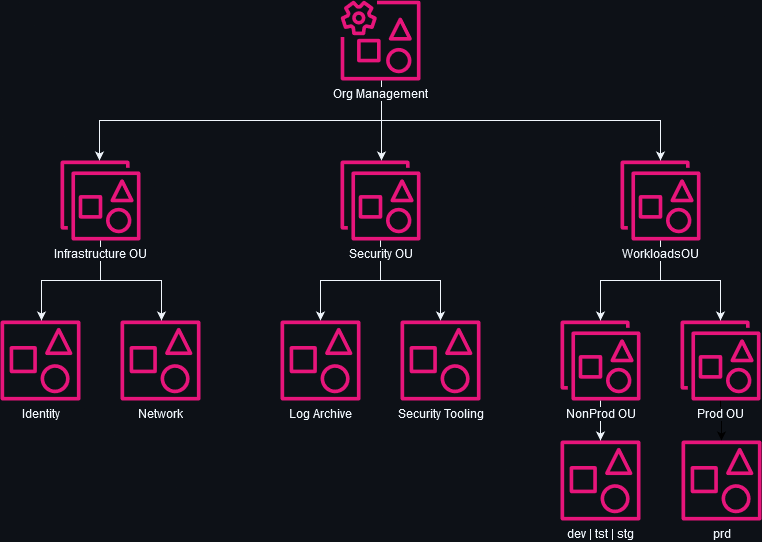 Org Management
Infrastructure OU
Security OU
WorkloadsOU
Identity
Network
Log Archive
Security Tooling
NonProd OU
Prod OU
dev | tst | stg
prd